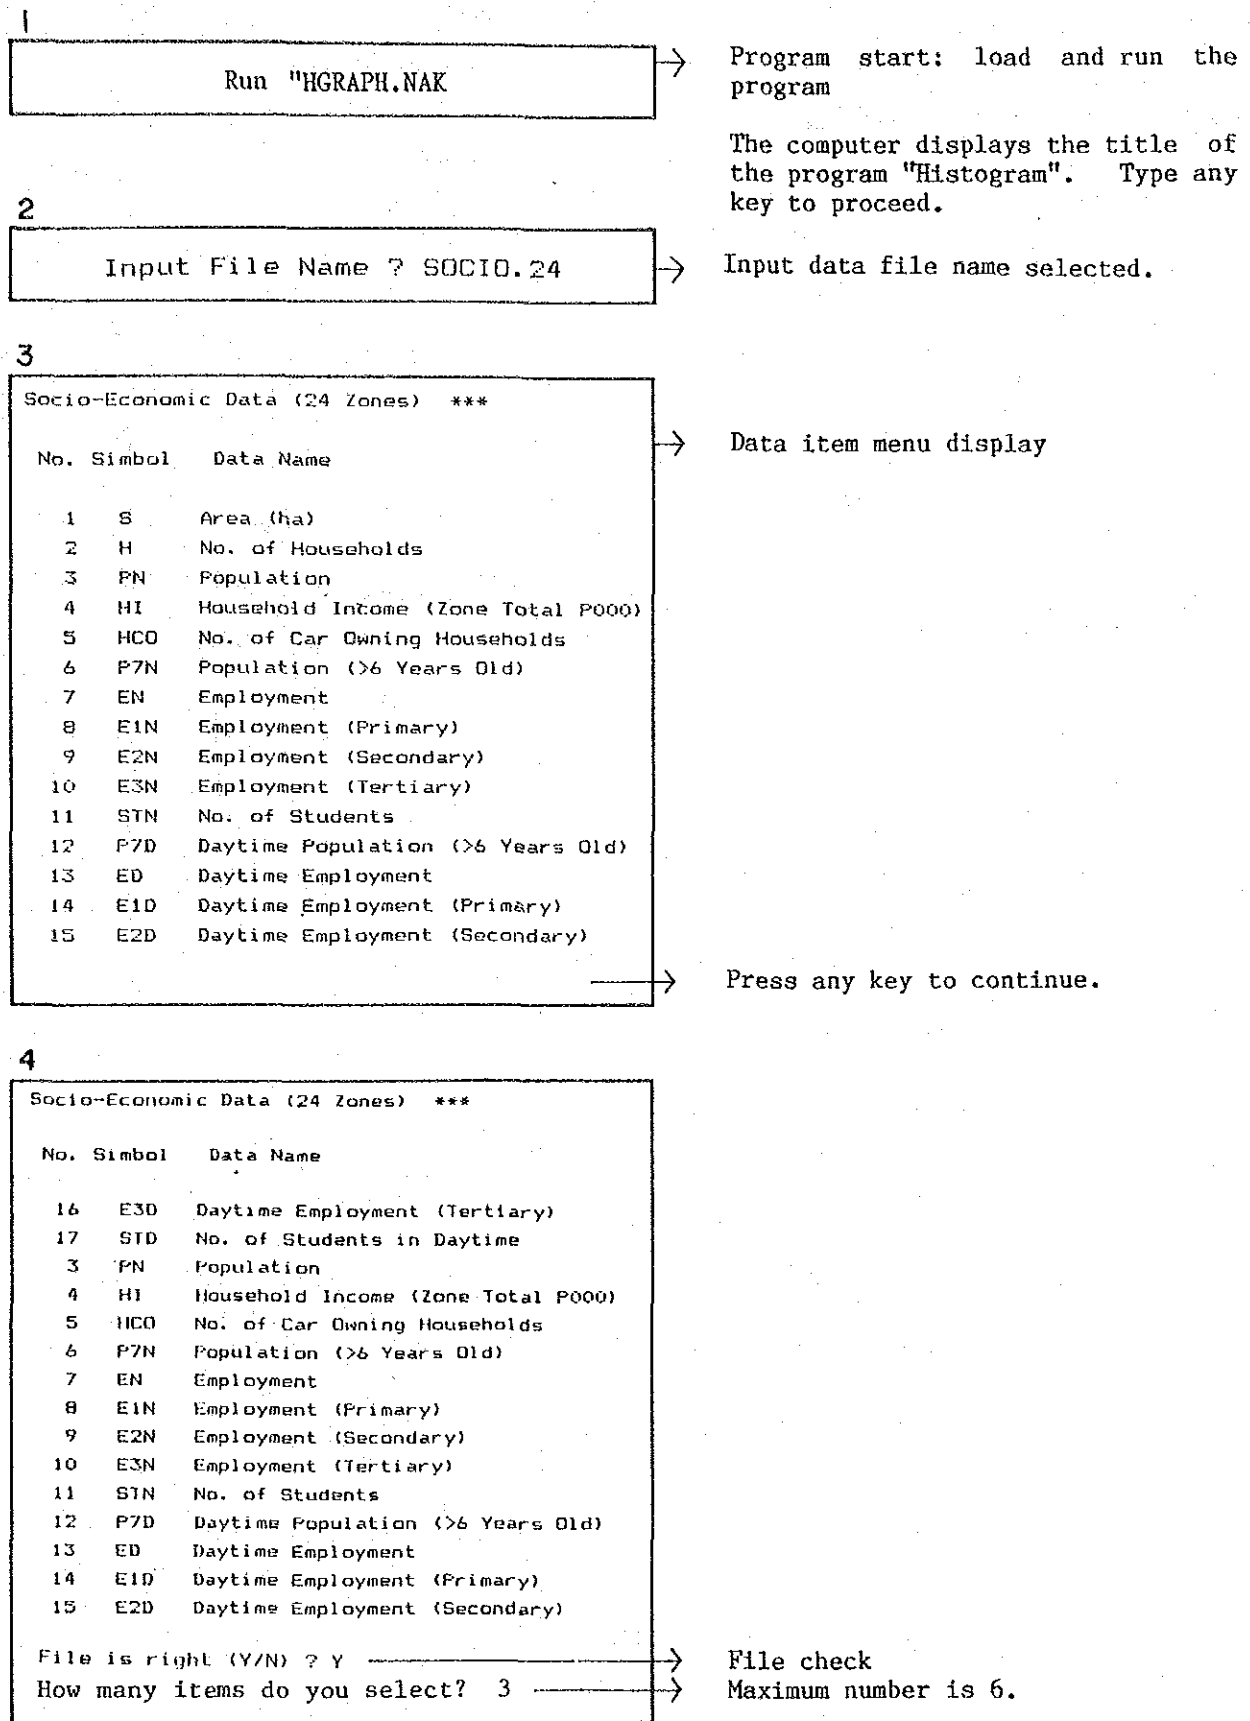 1
Run "HGRAPH.NAK
Program start: load and run the
program
The computer displays the title of
the program "Histogram". Type any
key to proceed.
2
Input File Name ? SOCIO.24
Input data file name selected.
3
Socio-Economic Data (24 Zones) ***
Data item menu display
No. Simbol Data Name
1 S Area (ha)
2 H No. of Households
3 PN Population
4 HI Household Income (Zone Total P000)
5 HCO No. of Car Owning Households
6 P7N Population (>6 Years Old)
7 EN Employment
8 E1N Employment (Primary)
9 E2N Employment (Secondary)
10 E3N Employment (Tertiary)
11 STN No. of Students
12 P7D Daytime Population (>6 Years Old)
13 ED Daytime Employment
14 E1D Daytime Employment (Primary)
15 E2D Daytime Employment (Secondary)
Press any key to continue.
4
Socio-Economic Data (24 Zones) ***
No. Simbol Data Name
16 E3D Daytime Employment (Tertiary)
17 STD No. of Students in Daytime
3 PN Population
4 HI Household Income (Zone Total P000)
5 HCO No. of Car Owning Households
6 P7N Population (>6 Years Old)
7 EN Employment
8 E1N Employment (Primary)
9 E2N Employment (Secondary)
10 E3N Employment (Tertiary)
11 STN No. of Students
12 P7D Daytime Population (>6 Years Old)
13 ED Daytime Employment
14 E1D Daytime Employment (Primary)
15 E2D Daytime Employment (Secondary)
File is right (Y/N) ? Y
File check
How many items do you select? 3
Maximum number is 6.